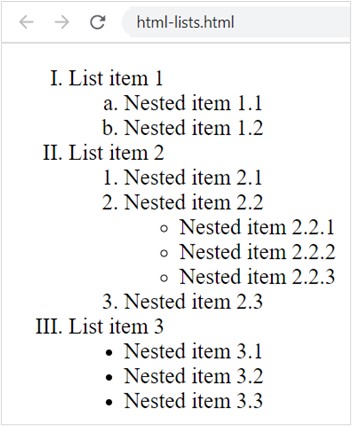 html-lists.html
I. List item 1
a. Nested item 1.1
b. Nested item 1.2
II. List item 2
1. Nested item 2.1
2. Nested item 2.2
◦ Nested item 2.2.1
◦ Nested item 2.2.2
◦ Nested item 2.2.3
3. Nested item 2.3
III. List item 3
• Nested item 3.1
• Nested item 3.2
• Nested item 3.3